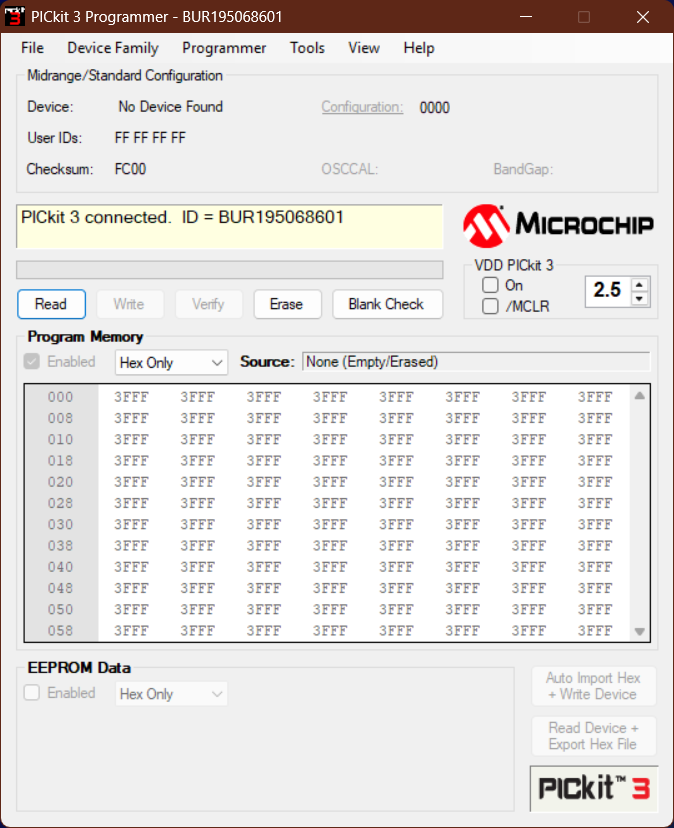 PICkit 3 Programmer - BUR195068601
File Device Family Programmer Tools View Help
Midrange/Standard Configuration
Device: No Device Found Configuration: 0000
User IDs: FF FF FF FF
Checksum: FC00 OSCCAL: BandGap:
PICkit 3 connected. ID = BUR195068601
MICROCHIP
VDD PICkit 3
On
/MCLR
2.5
Read Write Verify Erase Blank Check
Program Memory
Enabled Hex Only Source: None (Empty/Erased)
000 3FFF 3FFF 3FFF 3FFF 3FFF 3FFF 3FFF 3FFF
008 3FFF 3FFF 3FFF 3FFF 3FFF 3FFF 3FFF 3FFF
010 3FFF 3FFF 3FFF 3FFF 3FFF 3FFF 3FFF 3FFF
018 3FFF 3FFF 3FFF 3FFF 3FFF 3FFF 3FFF 3FFF
020 3FFF 3FFF 3FFF 3FFF 3FFF 3FFF 3FFF 3FFF
028 3FFF 3FFF 3FFF 3FFF 3FFF 3FFF 3FFF 3FFF
030 3FFF 3FFF 3FFF 3FFF 3FFF 3FFF 3FFF 3FFF
038 3FFF 3FFF 3FFF 3FFF 3FFF 3FFF 3FFF 3FFF
040 3FFF 3FFF 3FFF 3FFF 3FFF 3FFF 3FFF 3FFF
048 3FFF 3FFF 3FFF 3FFF 3FFF 3FFF 3FFF 3FFF
050 3FFF 3FFF 3FFF 3FFF 3FFF 3FFF 3FFF 3FFF
058 3FFF 3FFF 3FFF 3FFF 3FFF 3FFF 3FFF 3FFF
EEPROM Data
Enabled Hex Only
Auto Import Hex
+ Write Device
Read Device +
Export Hex File
PICkit™ 3